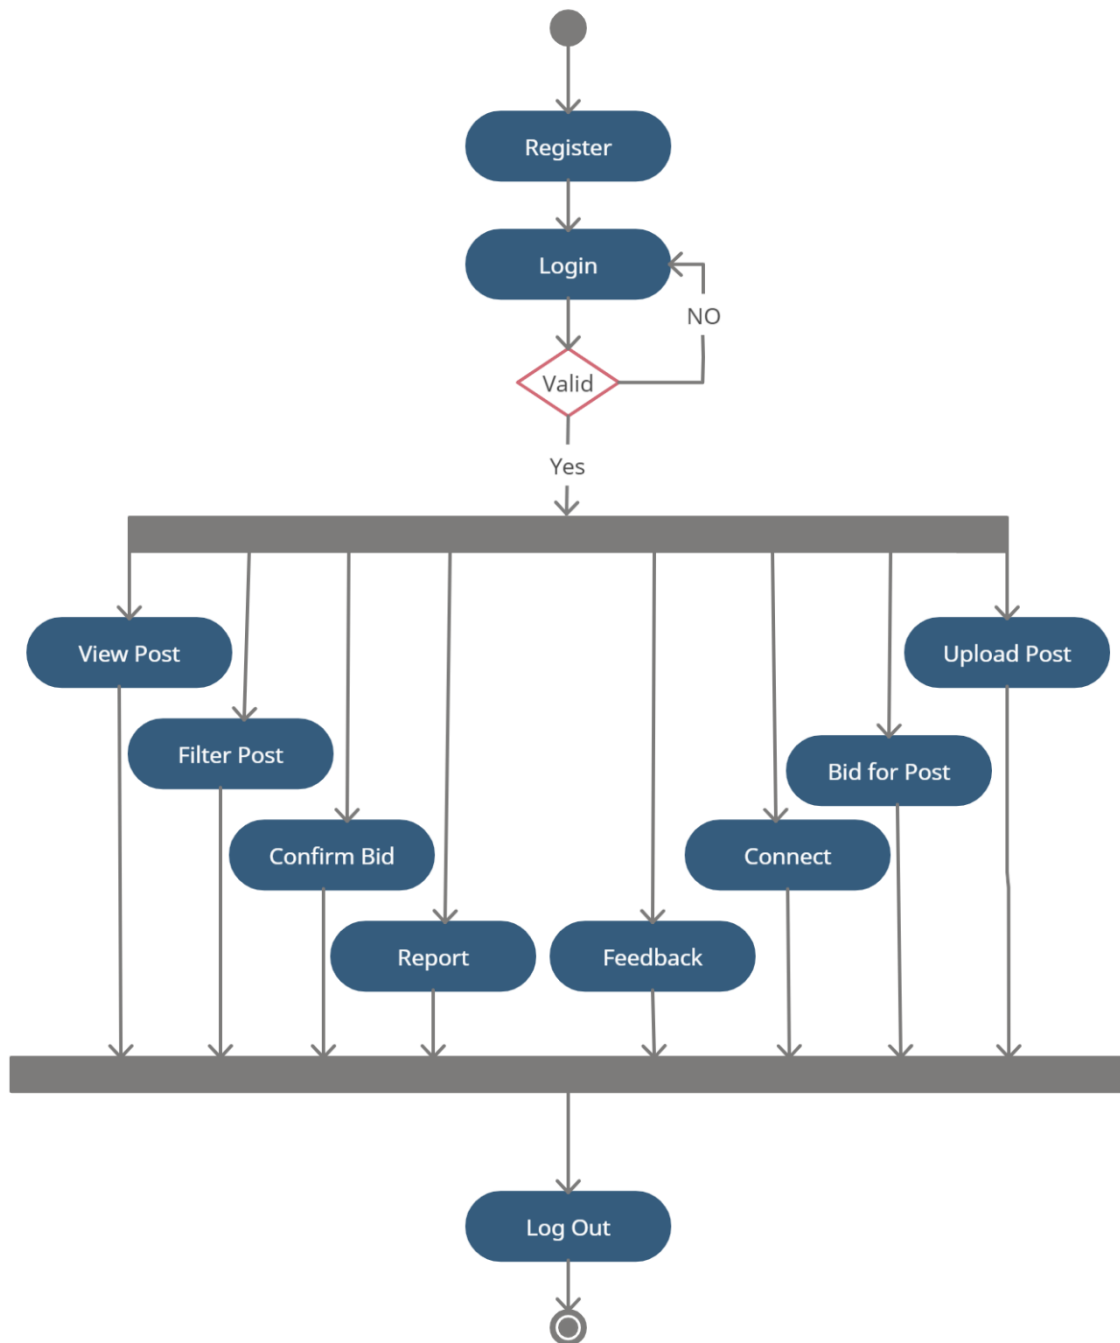 Register
Login
NO
Valid
Yes
View Post
Upload Post
Filter Post
Bid for Post
Confirm Bid
Connect
Report
Feedback
Log Out